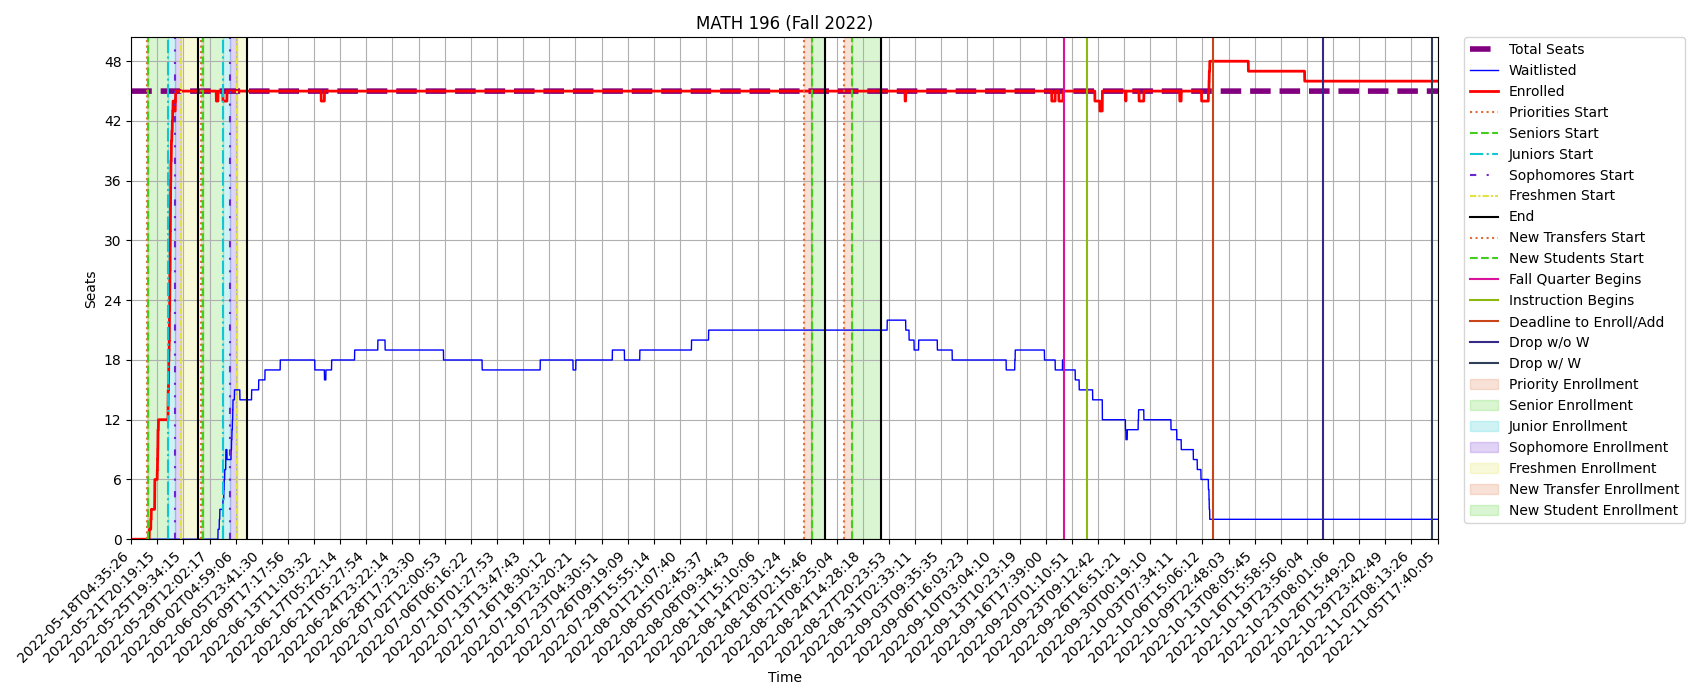 MATH 196 (Fall 2022)
Seats
48
42
36
30
24
18
12
6
0
2022-05-18T04:35:26
2022-05-21T20:19:15
2022-05-25T19:34:15
2022-05-29T12:02:17
2022-06-02T04:59:06
2022-06-05T23:41:30
2022-06-09T17:17:56
2022-06-13T11:03:32
2022-06-17T05:22:14
2022-06-21T05:27:54
2022-06-24T23:22:14
2022-06-28T17:23:30
2022-07-02T12:00:53
2022-07-06T06:16:22
2022-07-10T01:27:53
2022-07-13T13:47:43
2022-07-16T18:30:12
2022-07-19T23:20:21
2022-07-23T04:30:51
2022-07-26T09:19:09
2022-07-29T15:55:14
2022-08-01T21:07:40
2022-08-05T02:45:37
2022-08-08T09:34:43
2022-08-11T15:10:06
2022-08-14T20:31:24
2022-08-18T02:15:46
2022-08-21T08:25:04
2022-08-24T14:28:18
2022-08-27T20:23:53
2022-08-31T02:33:11
2022-09-03T09:35:35
2022-09-06T16:03:23
2022-09-10T03:04:10
2022-09-13T10:23:19
2022-09-16T17:39:00
2022-09-20T01:10:51
2022-09-23T09:12:42
2022-09-26T16:51:21
2022-09-30T00:19:10
2022-10-03T07:34:11
2022-10-06T15:06:12
2022-10-09T22:48:03
2022-10-13T08:05:45
2022-10-16T15:58:50
2022-10-19T23:56:04
2022-10-23T08:01:06
2022-10-26T15:49:20
2022-10-29T23:42:49
2022-11-02T08:13:26
2022-11-05T17:40:05
Time
Total Seats
Waitlisted
Enrolled
Priorities Start
Seniors Start
Juniors Start
Sophomores Start
Freshmen Start
End
New Transfers Start
New Students Start
Fall Quarter Begins
Instruction Begins
Deadline to Enroll/Add
Drop w/o W
Drop w/ W
Priority Enrollment
Senior Enrollment
Junior Enrollment
Sophomore Enrollment
Freshmen Enrollment
New Transfer Enrollment
New Student Enrollment